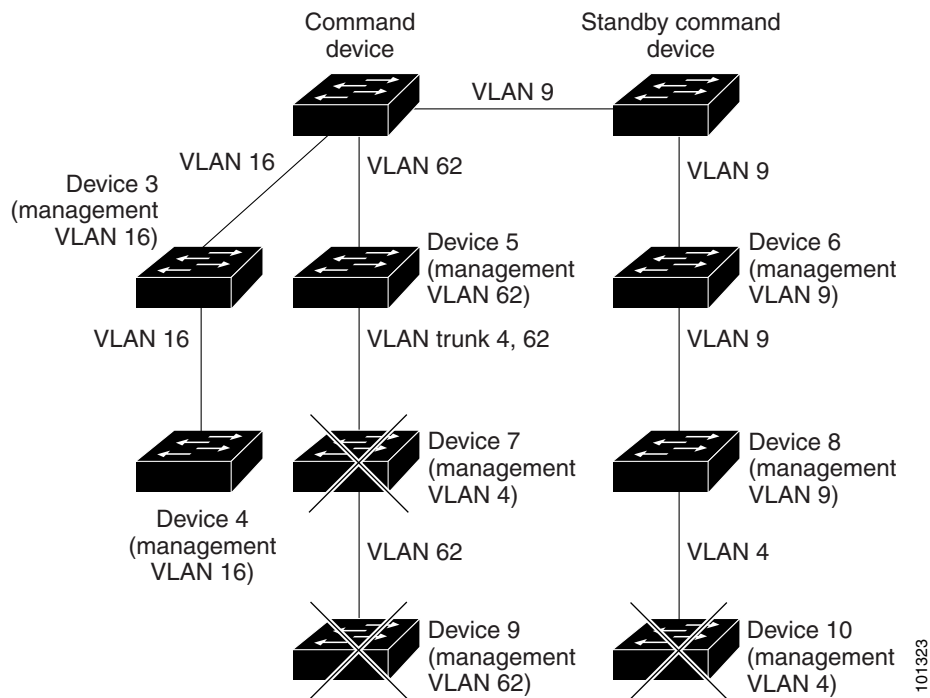 Command
device
Standby command
device
VLAN 9
VLAN 16
VLAN 62
VLAN 9
Device 3
(management
VLAN 16)
Device 5
(management
VLAN 62)
Device 6
(management
VLAN 9)
VLAN 16
VLAN trunk 4, 62
VLAN 9
Device 7
(management
VLAN 4)
Device 8
(management
VLAN 9)
Device 4
(management
VLAN 16)
VLAN 62
VLAN 4
Device 9
(management
VLAN 62)
Device 10
(management
VLAN 4)
101323